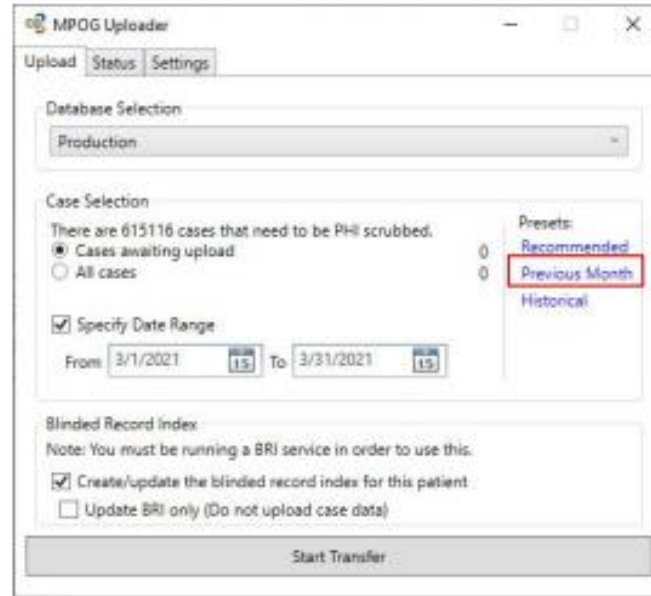 MPOG Uploader
Upload Status Settings
Database Selection
Production
Case Selection
There are 615116 cases that need to be PHI scrubbed.
Cases awaiting upload 0
All cases 0
Presets:
Recommended
Previous Month
Historical
Specify Date Range
From 3/1/2021 15 To 3/31/2021 15
Blinded Record Index
Note: You must be running a BRI service in order to use this.
Create/update the blinded record index for this patient
Update BRI only (Do not upload case data)
Start Transfer